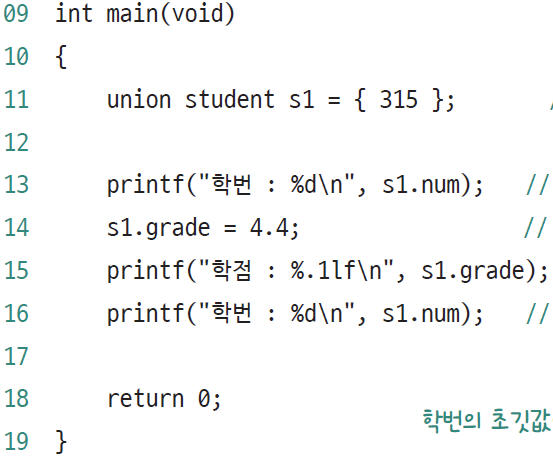 09 int main(void)
10 {
11 union student s1 = { 315 }; /
12
13 printf("학번 : %d\n", s1.num); //
14 s1.grade = 4.4; //
15 printf("학점 : %.1lf\n", s1.grade);
16 printf("학번 : %d\n", s1.num); //
17
18 return 0;
학번의 초깃값
19 }